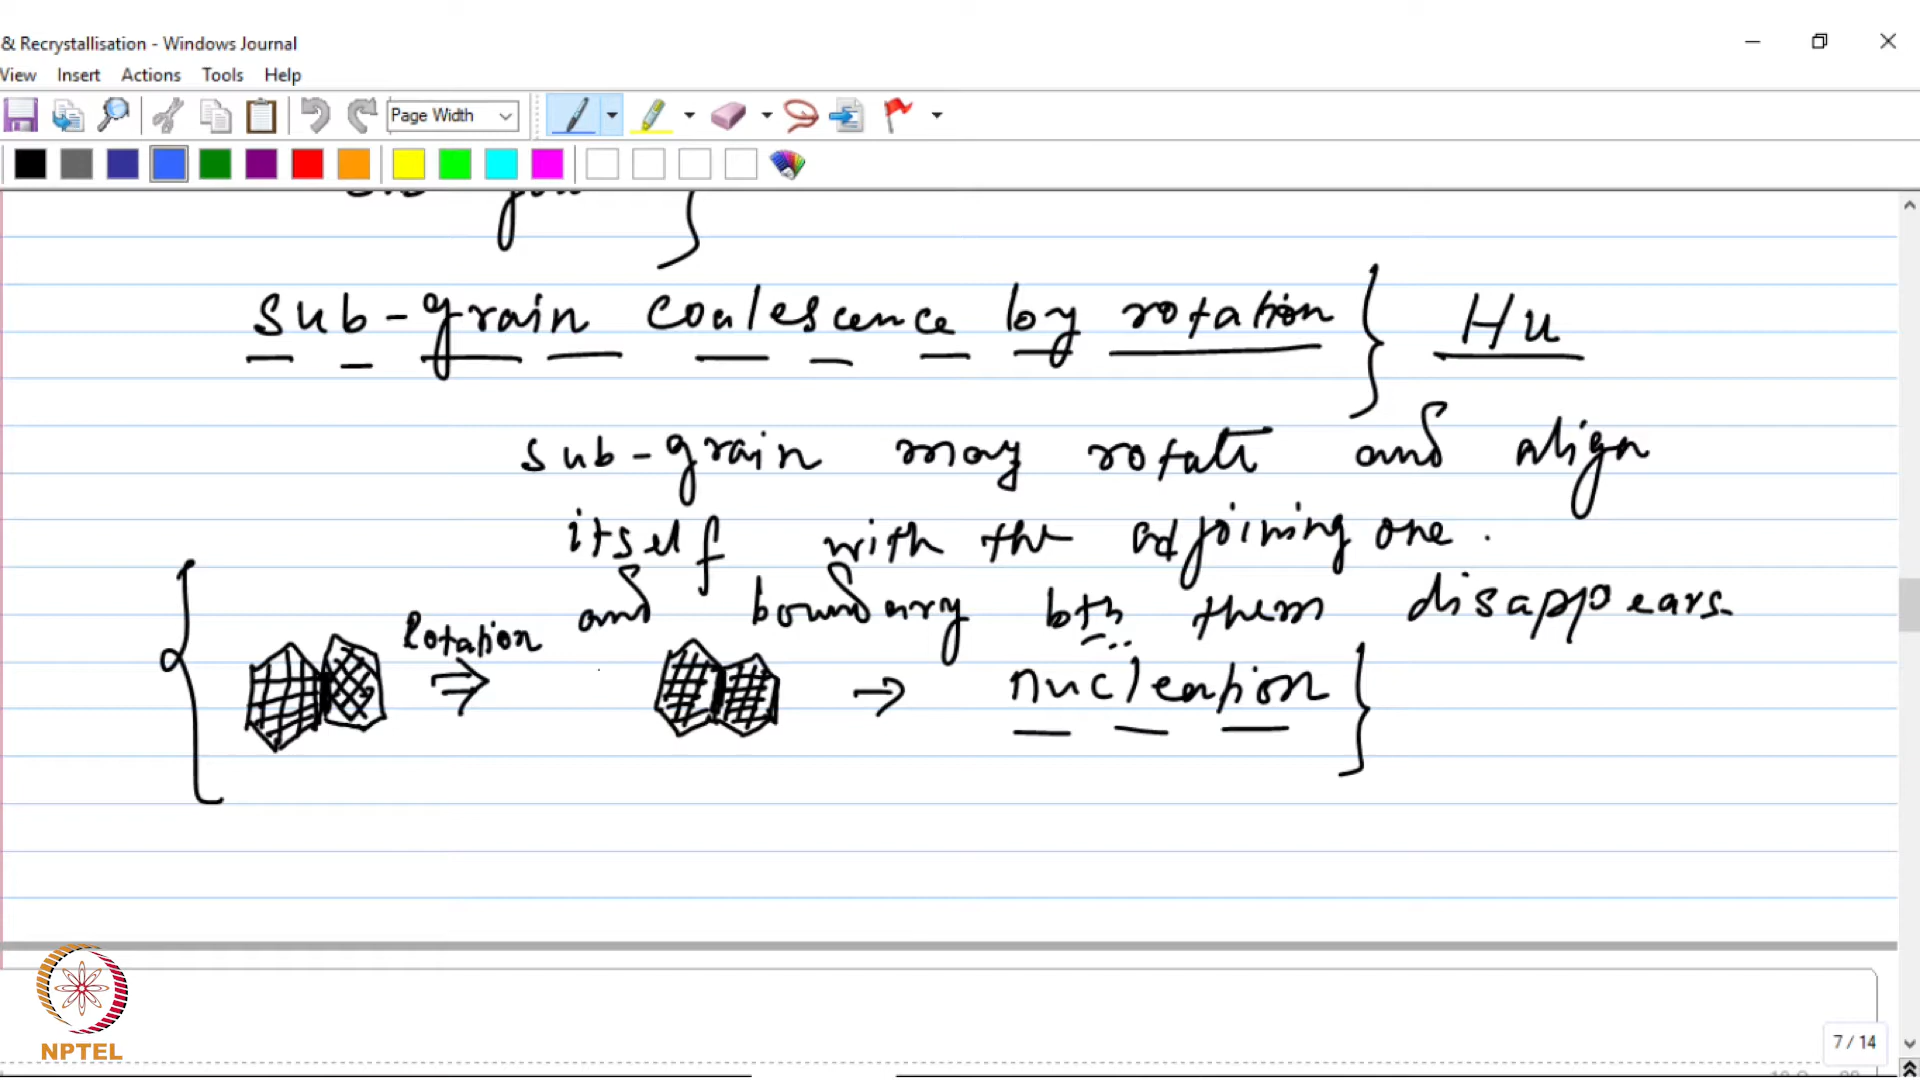 & Recrystallisation - Windows Journal
View Insert Actions Tools Help
Page Width
sub-grain coalescence by rotation } Hu
sub-grain may rotate and align
itself with the adjoining one.
and boundary btn them disappears.
Rotation
⇒ → nucleation }
NPTEL
7 / 14